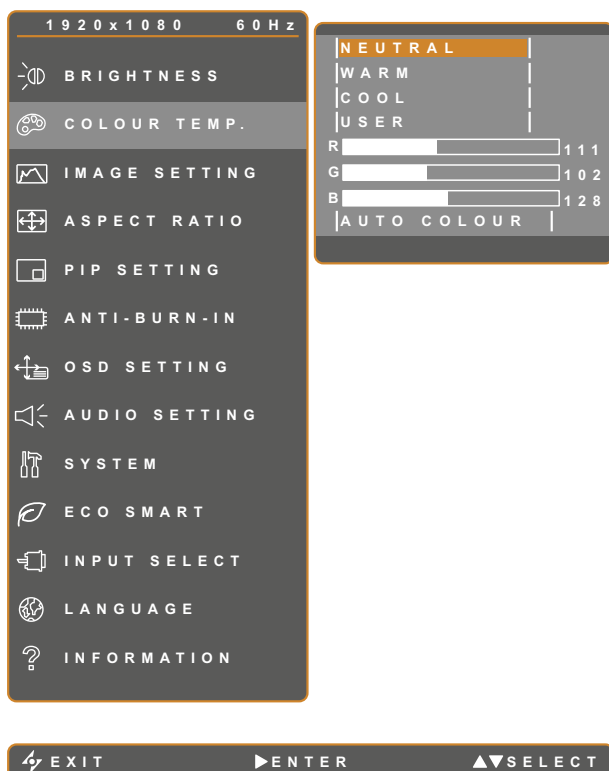 1920x1080 60Hz
BRIGHTNESS
COLOUR TEMP.
IMAGE SETTING
ASPECT RATIO
PIP SETTING
ANTI-BURN-IN
OSD SETTING
AUDIO SETTING
SYSTEM
ECO SMART
INPUT SELECT
LANGUAGE
INFORMATION
NEUTRAL
WARM
COOL
USER
R 111
G 102
B 128
AUTO COLOUR
EXIT ENTER SELECT